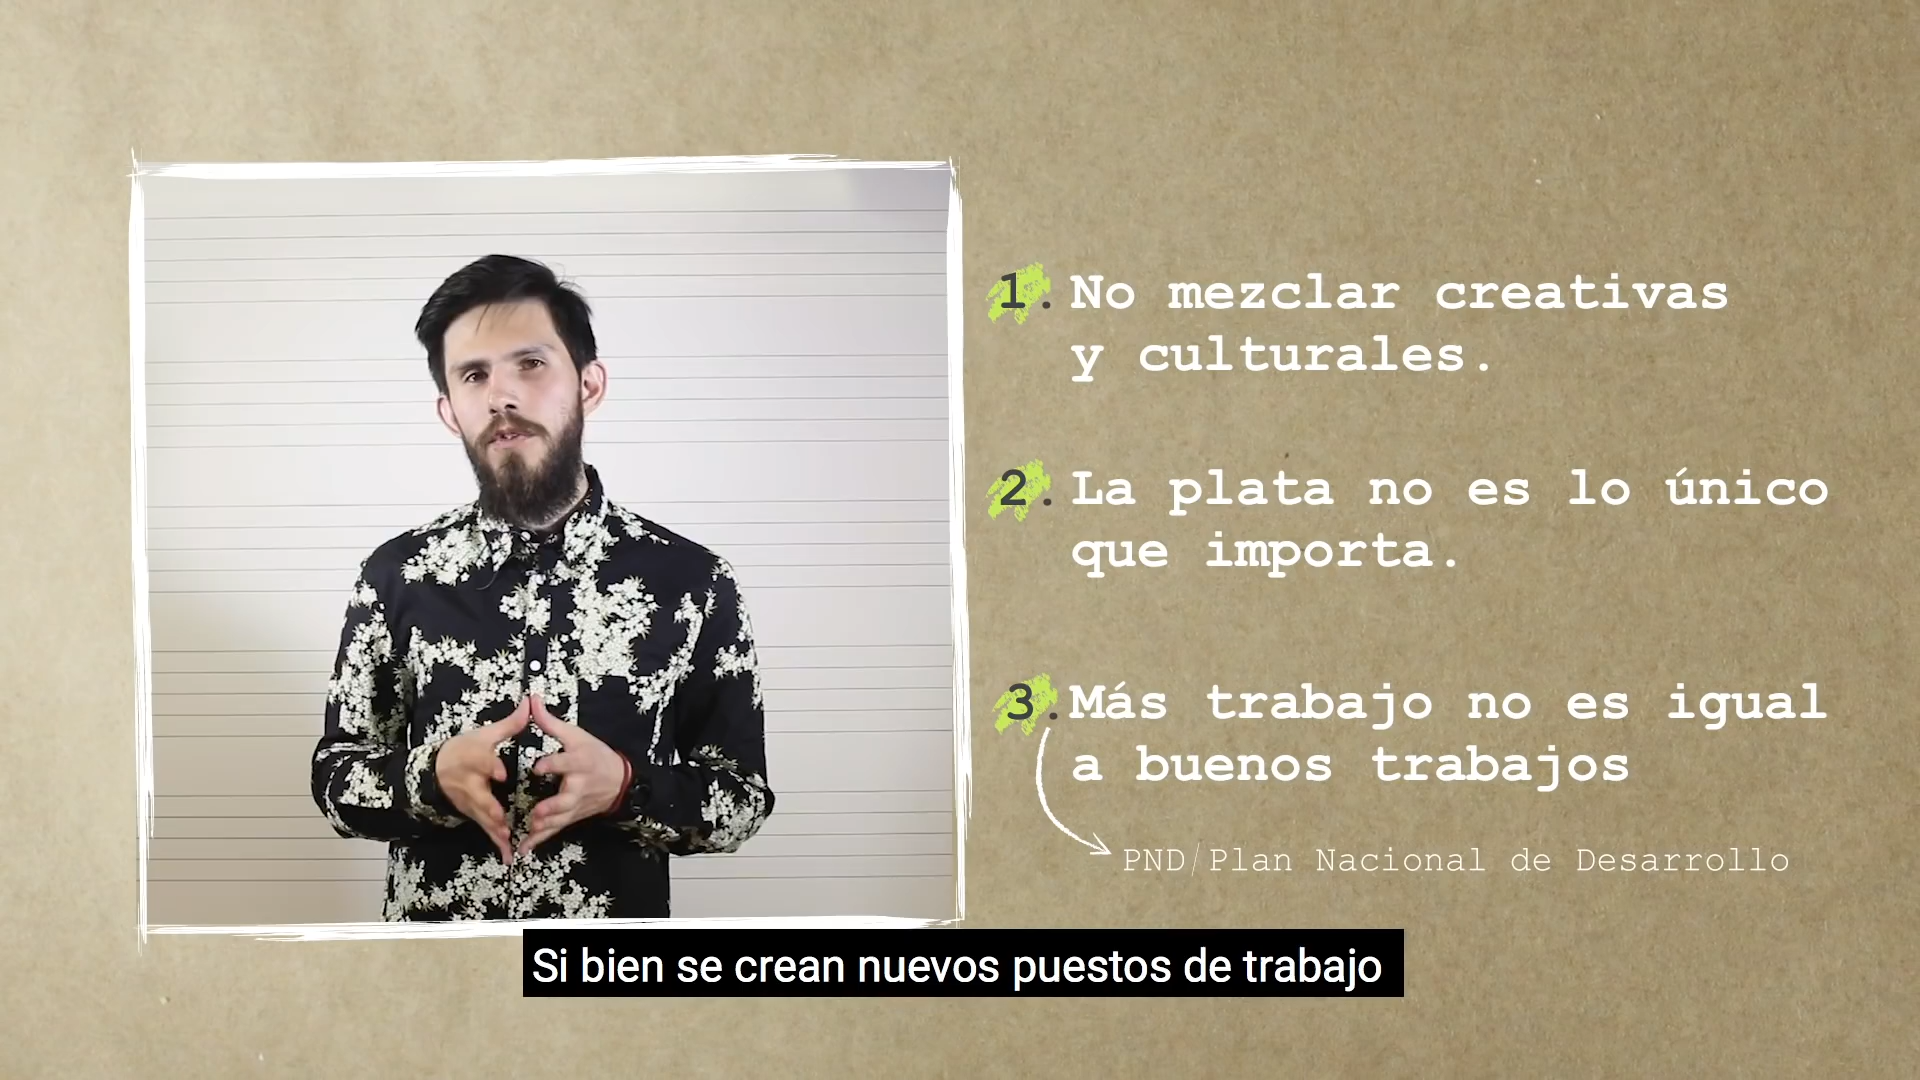 1. No mezclar creativas
y culturales.
2. La plata no es lo único
que importa.
3. Más trabajo no es igual
a buenos trabajos
PND/Plan Nacional de Desarrollo
Si bien se crean nuevos puestos de trabajo